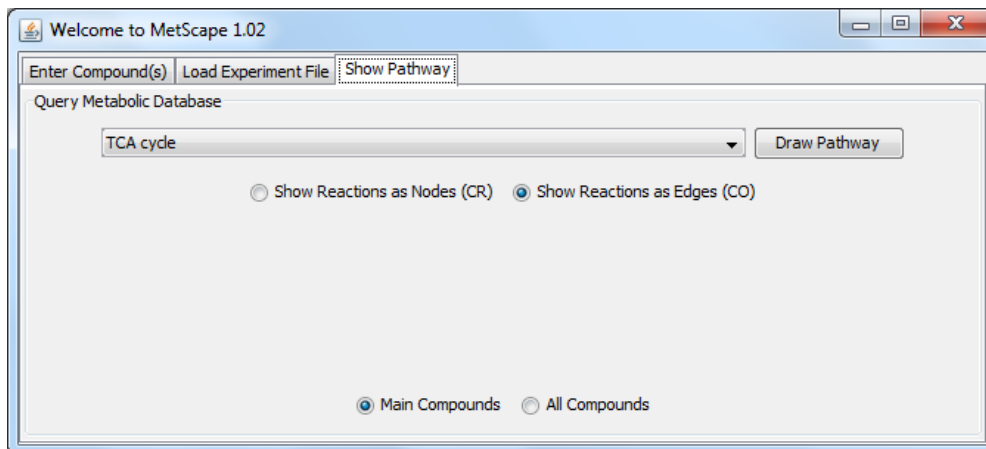 Welcome to MetScape 1.02
Enter Compound(s) Load Experiment File Show Pathway
Query Metabolic Database
TCA cycle Draw Pathway
Show Reactions as Nodes (CR) Show Reactions as Edges (CO)
Main Compounds All Compounds